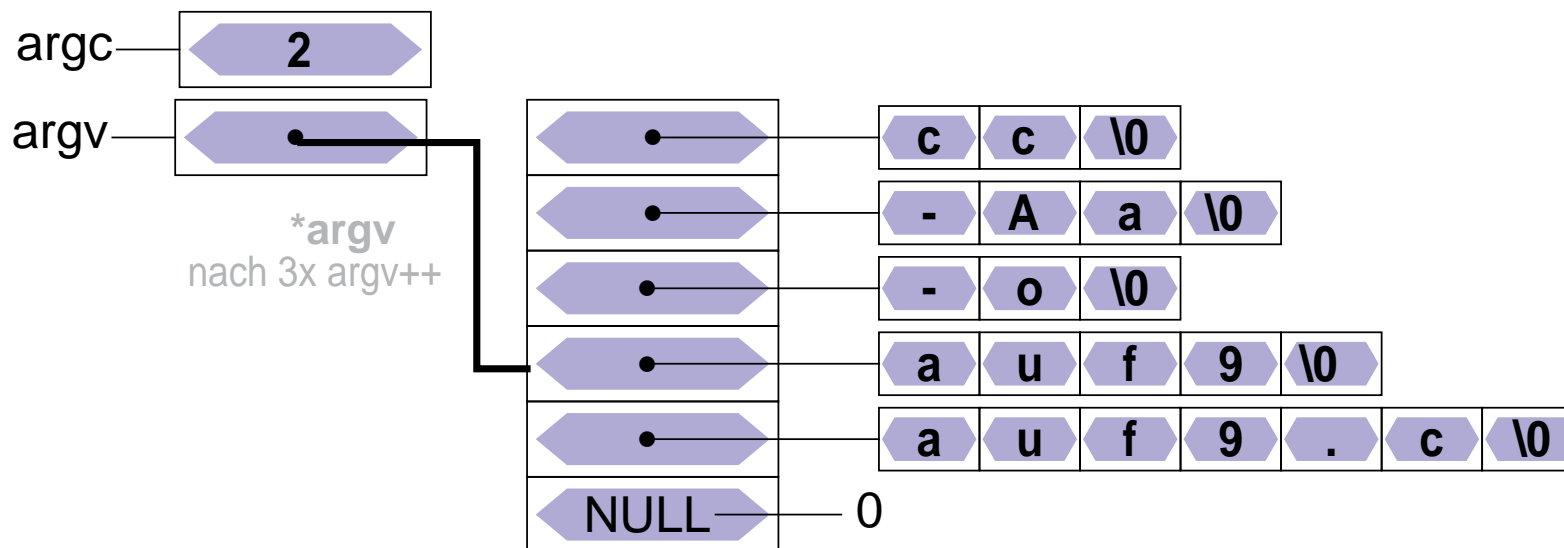 argc 2
argv c c \0
- A a \0
*argv
nach 3x argv++
- o \0
a u f 9 \0
a u f 9 . c \0
NULL 0